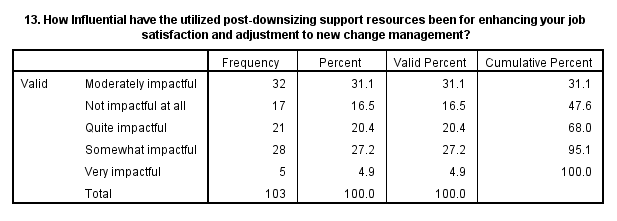 13. How Influential have the utilized post-downsizing support resources been for enhancing your job
satisfaction and adjustment to new change management?
Frequency Percent Valid Percent Cumulative Percent
Valid Moderately impactful 32 31.1 31.1 31.1
Not impactful at all 17 16.5 16.5 47.6
Quite impactful 21 20.4 20.4 68.0
Somewhat impactful 28 27.2 27.2 95.1
Very impactful 5 4.9 4.9 100.0
Total 103 100.0 100.0